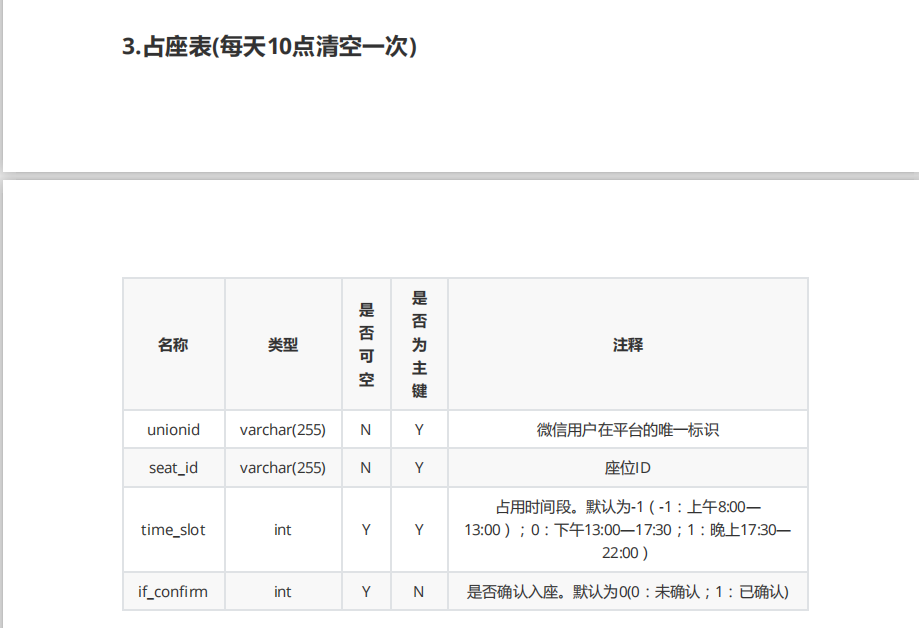 3.占座表(每天10点清空一次)
名称 类型 是否可空 是否为主键 注释
unionid varchar(255) N Y 微信用户在平台的唯一标识
seat_id varchar(255) N Y 座位ID
time_slot int Y Y 占用时间段。默认为-1（-1：上午8:00—
13:00）；0：下午13:00—17:30；1：晚上17:30—
22:00）
if_confirm int Y N 是否确认入座。默认为0(0：未确认；1：已确认)